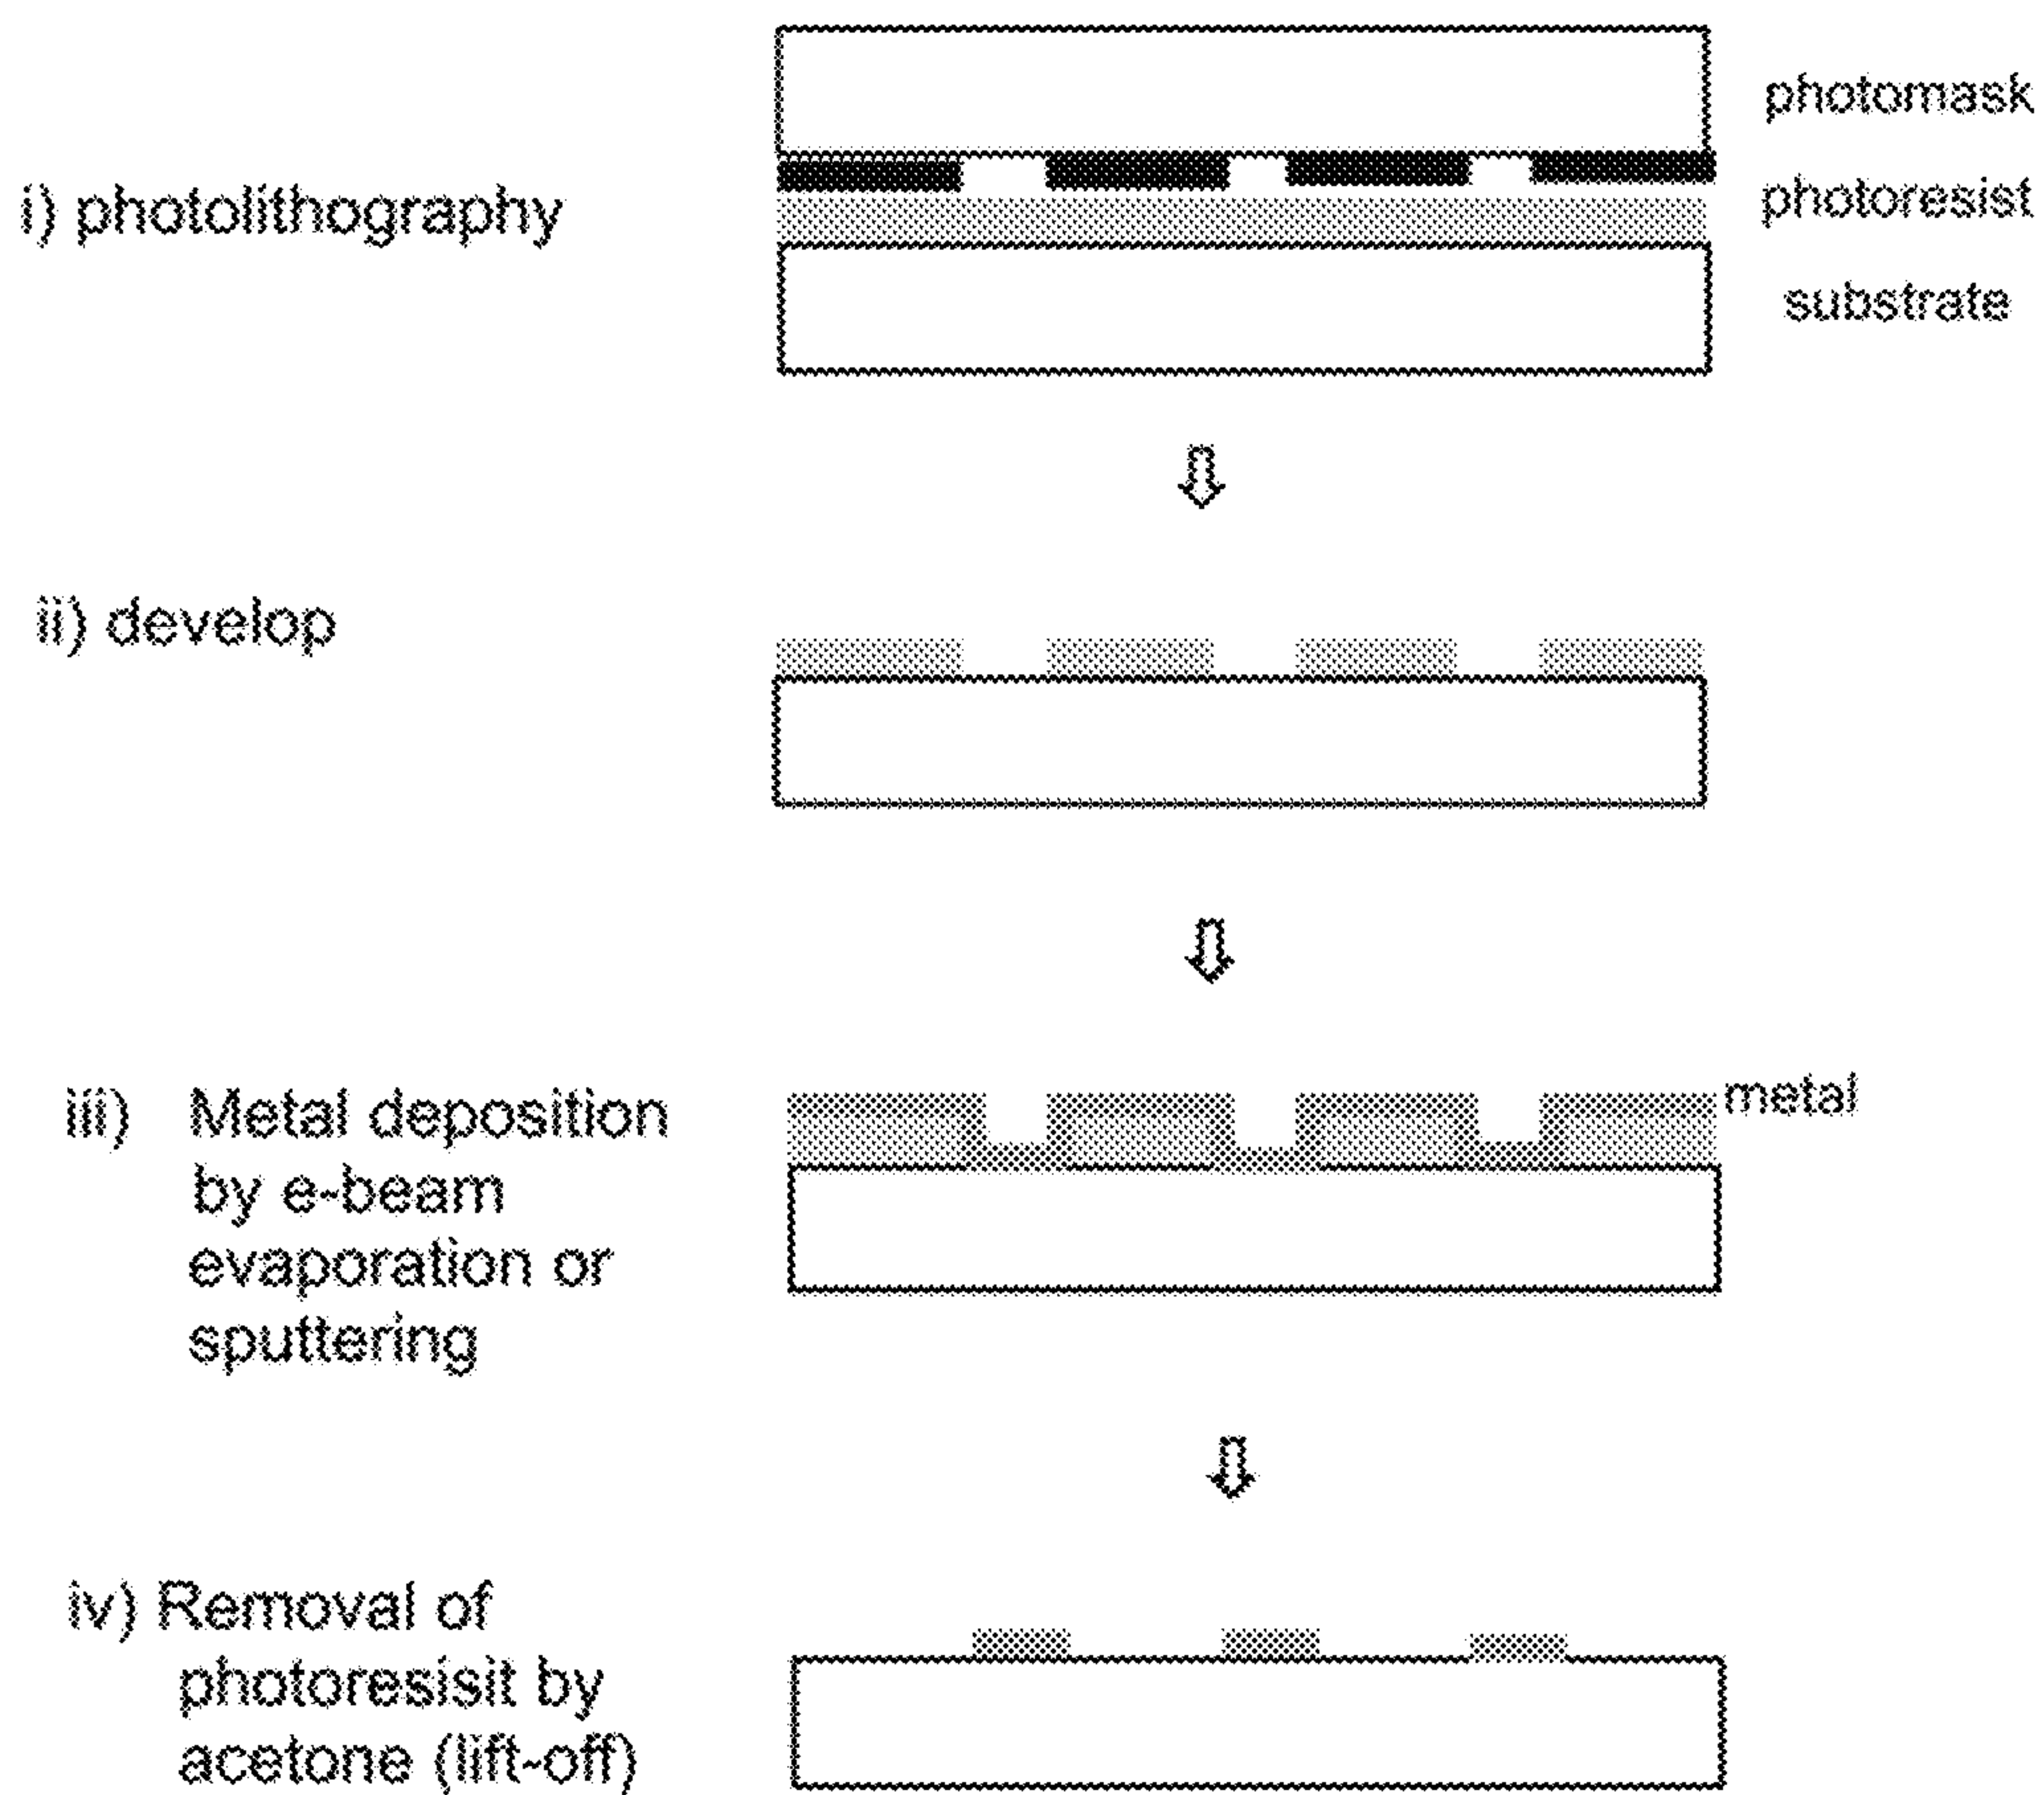 photomask
i) photolithography
photoresist
substrate
ii) develop
iii) Metal deposition
metal
by e-beam
evaporation or
sputtering
iv) Removal of
photoresisit by
acetone (lift-off)